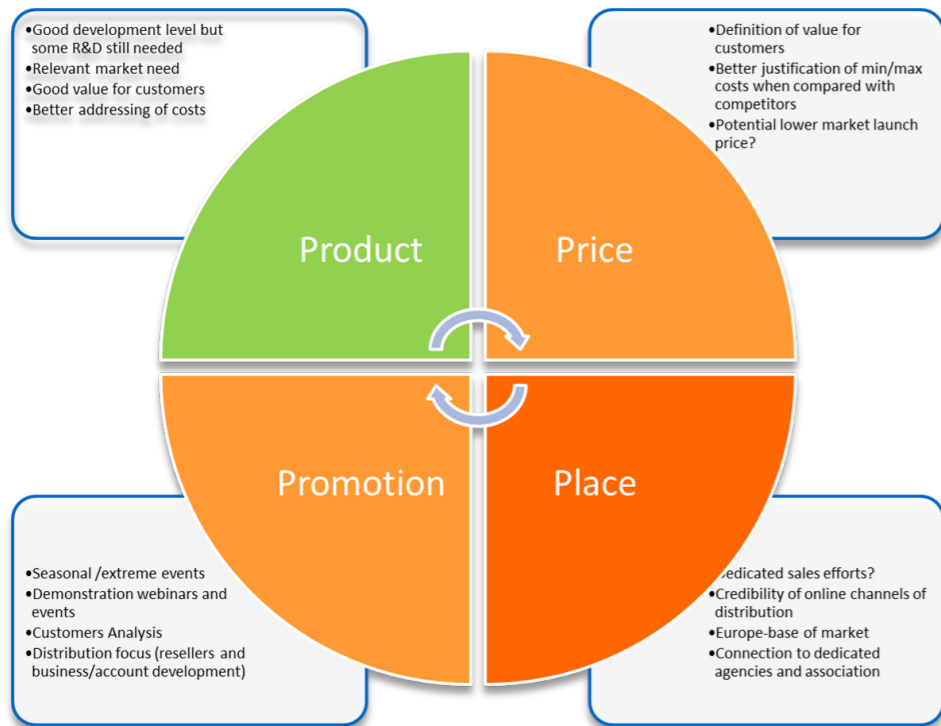 •Good development level but
some R&D still needed
•Relevant market need
•Good value for customers
•Better addressing of costs
•Definition of value for
customers
•Better justification of min/max
costs when compared with
competitors
•Potential lower market launch
price?
Product
Price
Promotion
Place
•Seasonal /extreme events
•Demonstration webinars and
events
•Customers Analysis
•Distribution focus (resellers and
business/account development)
•Dedicated sales efforts?
•Credibility of online channels of
distribution
•Europe-base of market
•Connection to dedicated
agencies and association